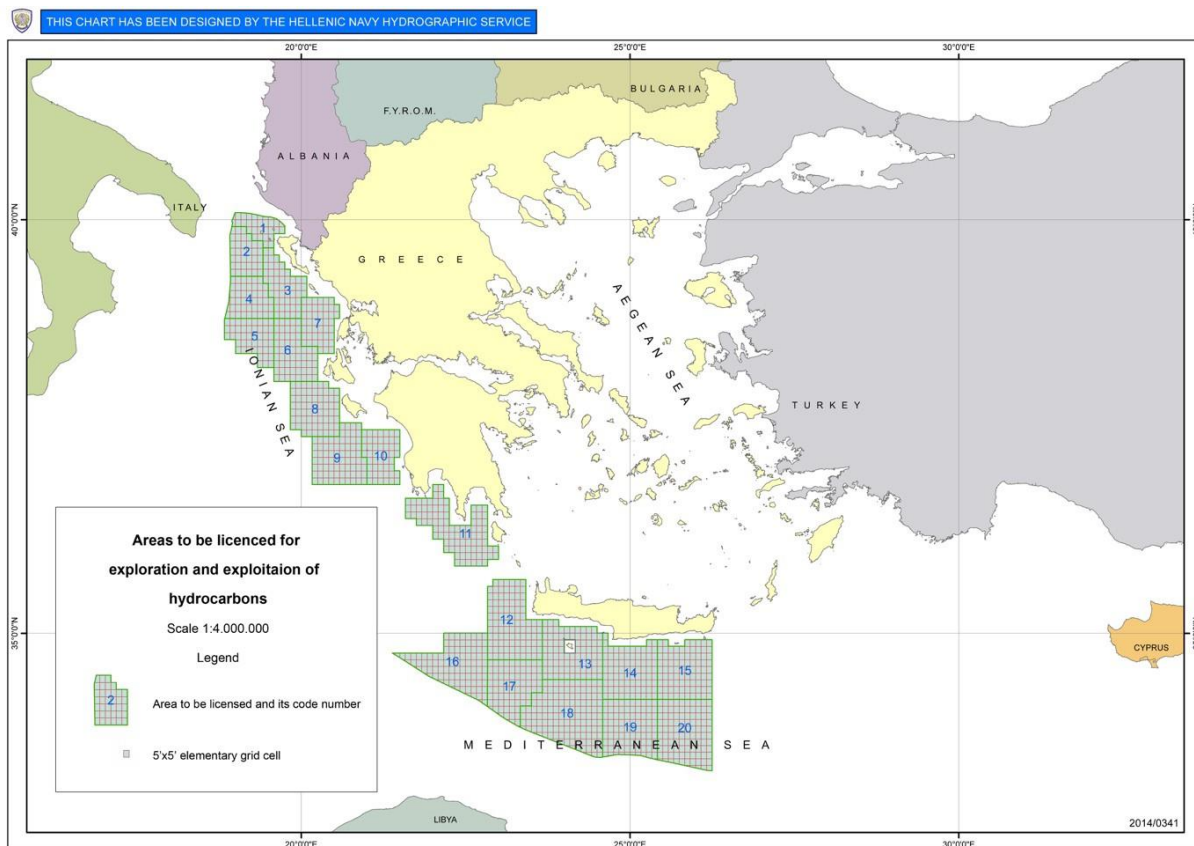 THIS CHART HAS BEEN DESIGNED BY THE HELLENIC NAVY HYDROGRAPHIC SERVICE
20°0'0"E
25°0'0"E
30°0'0"E
BULGARIA
F.Y.R.O.M.
ALBANIA
ITALY
40°0'0"N
1
2
GREECE
3
4
AEGEAN SEA
7
5
6
IONIAN SEA
TURKEY
8
9
10
11
Areas to be licenced for
exploration and exploitaion of
hydrocarbons
Scale 1:4.000.000
Legend
2
Area to be licensed and its code number
5'x5' elementary grid cell
12
35°0'0"N
CYPRUS
16
13
14
15
17
18
19
20
MEDITERRANEAN SEA
LIBYA
2014/0341
20°0'0"E
25°0'0"E
30°0'0"E